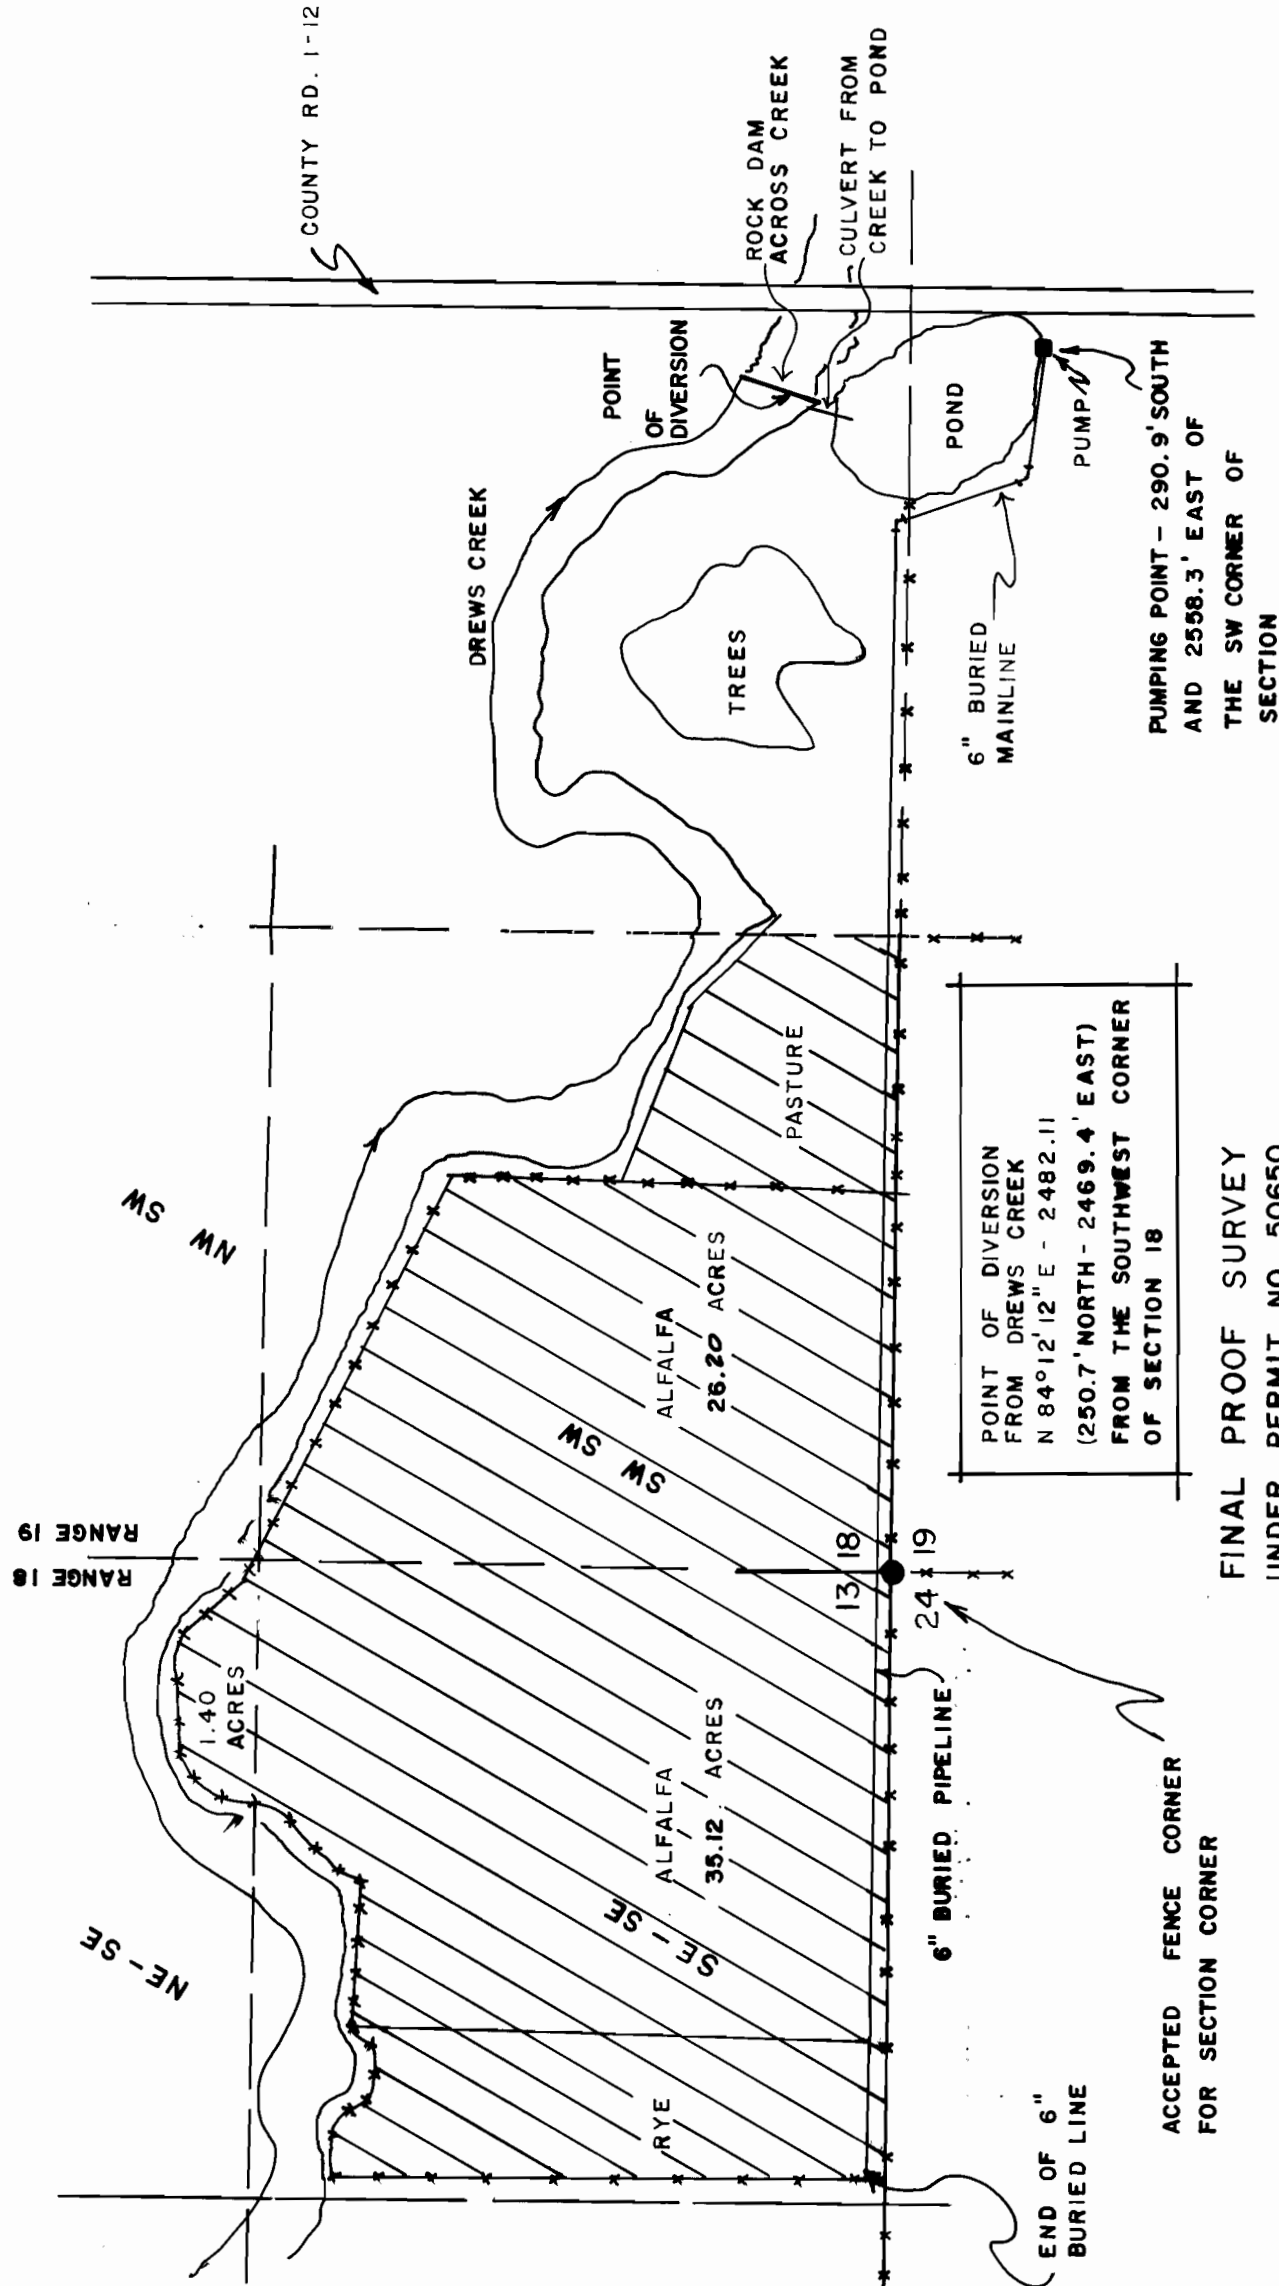 COUNTY RD. 1-12
ROCK DAM
ACROSS CREEK
CULVERT FROM
CREEK TO POND
POINT
OF
DIVERSION
DREWS CREEK
POND
PUMP
TREES
6" BURIED
MAINLINE
PUMPING POINT - 290.9' SOUTH
AND 2558.3' EAST OF
THE SW CORNER OF
SECTION
NW SW
PASTURE
RANGE 18
RANGE 19
ALFALFA
26.20 ACRES
SW SW
1.40
ACRES
ALFALFA
35.12 ACRES
SE - SE
NE - SE
RYE
13 18
24 19
6" BURIED PIPELINE
END OF 6"
BURIED LINE
ACCEPTED FENCE CORNER
FOR SECTION CORNER
POINT OF DIVERSION
FROM DREWS CREEK
N 84°12'12" E - 2482.11
(250.7' NORTH - 2469.4' EAST)
FROM THE SOUTHWEST CORNER
OF SECTION 18
FINAL PROOF SURVEY
UNDER PERMIT NO. 50650